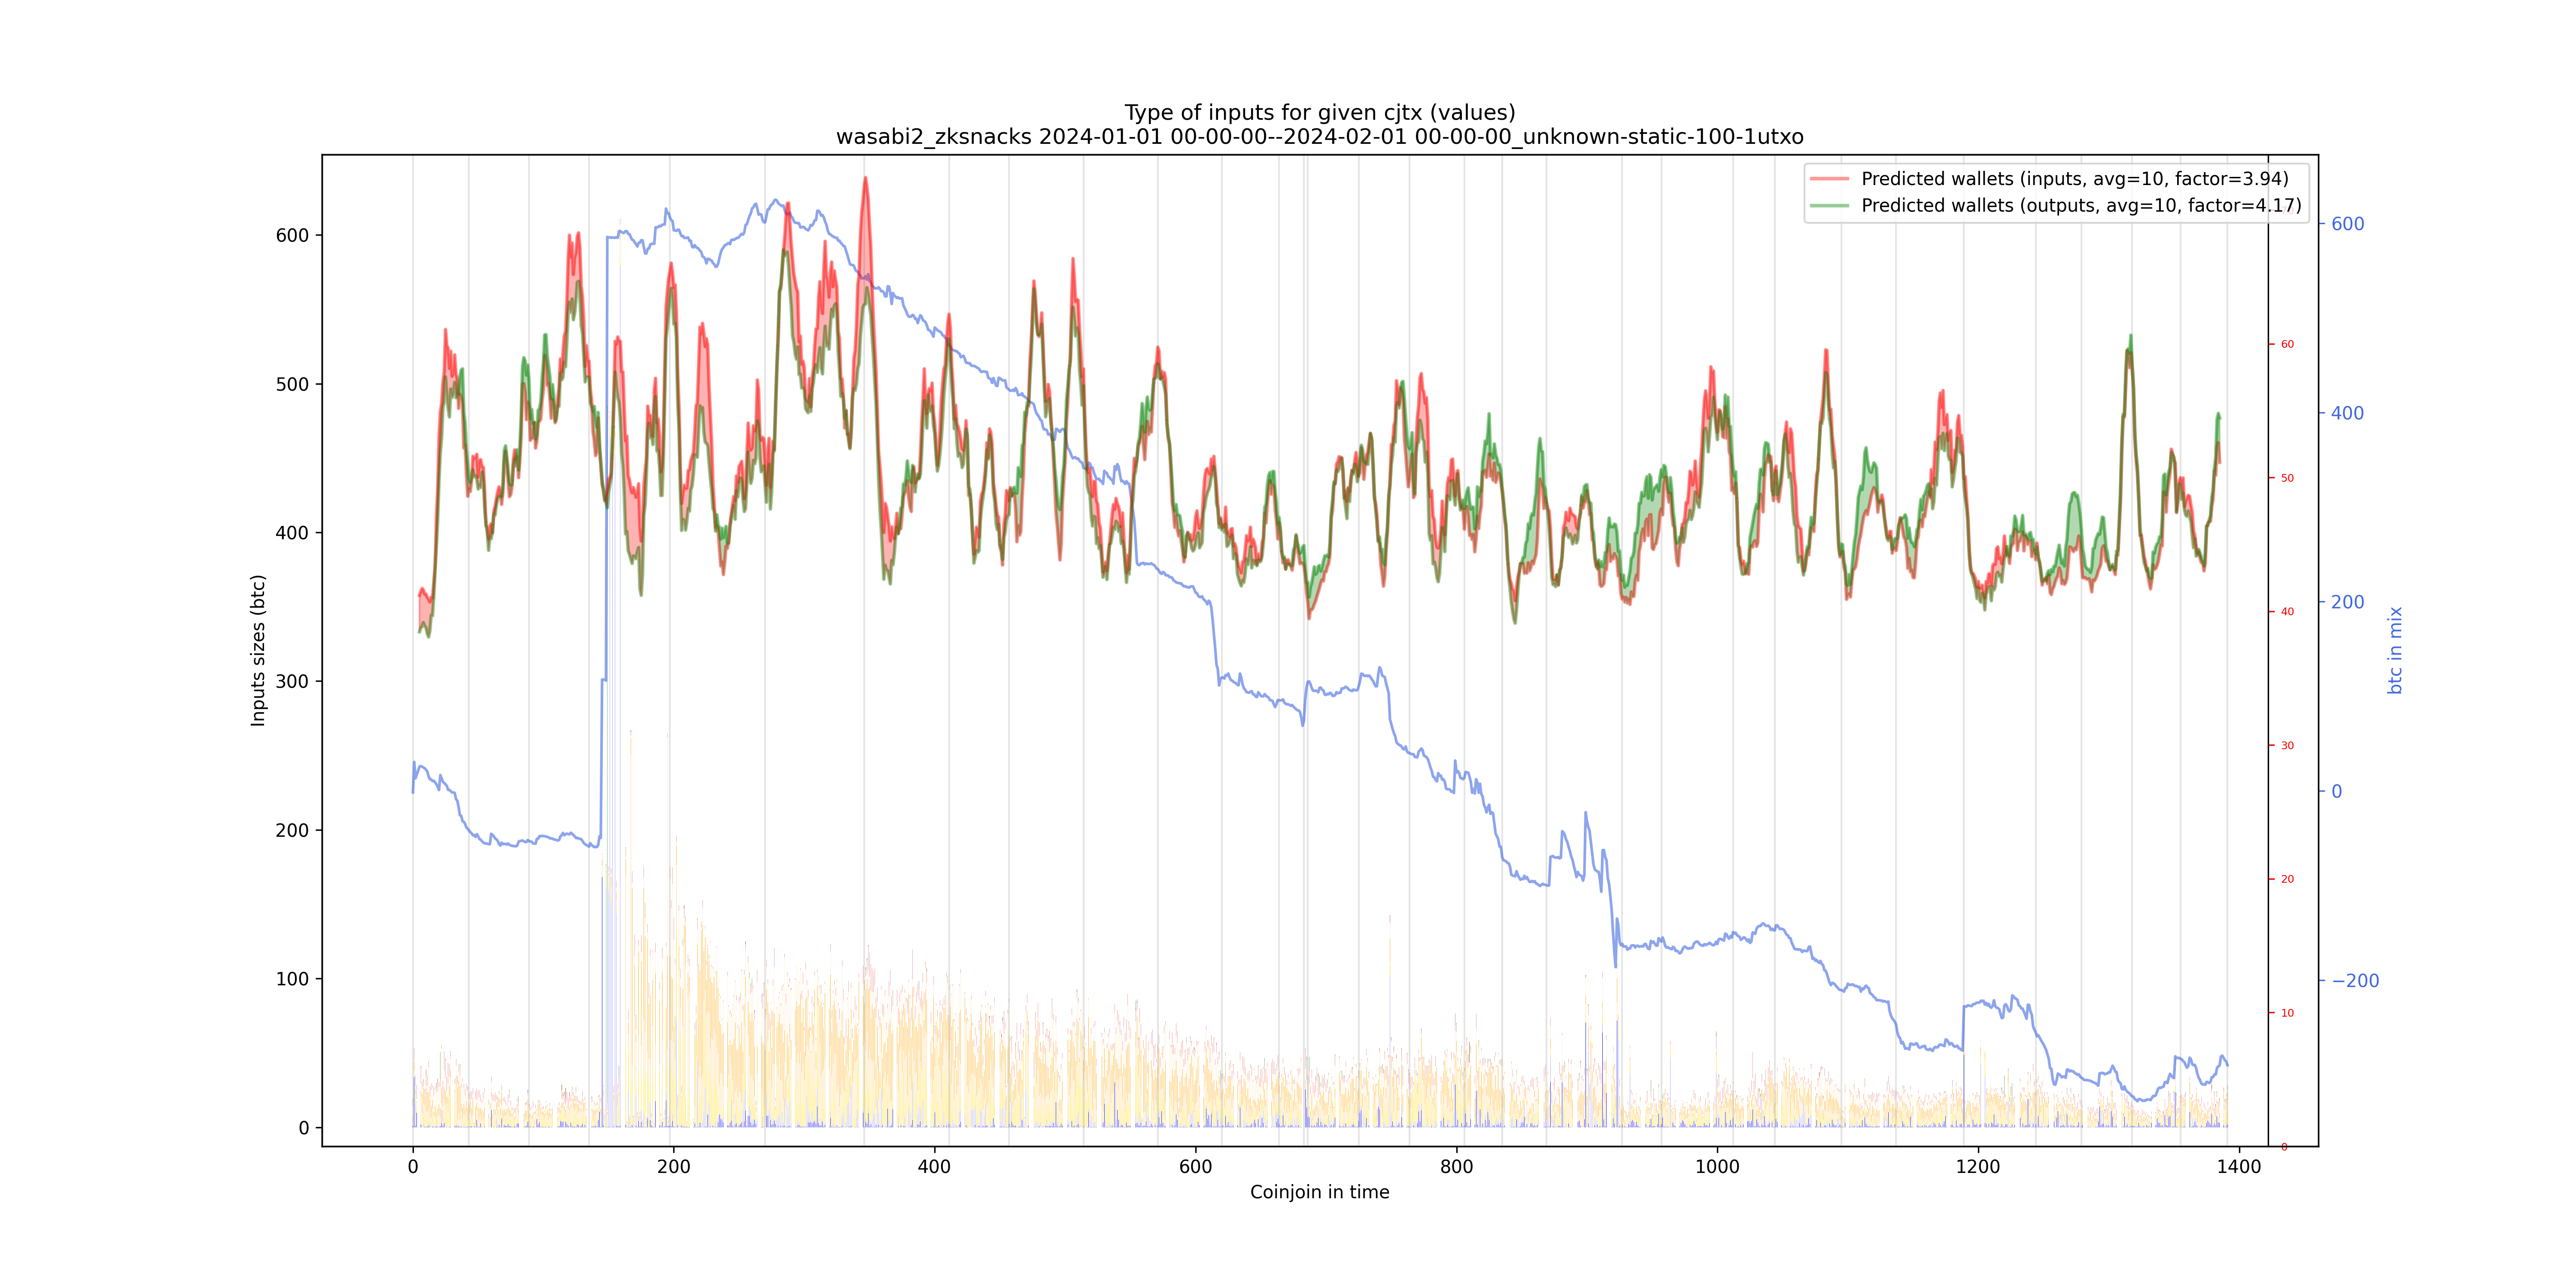 Type of inputs for given cjtx (values)
wasabi2_zksnacks 2024-01-01 00-00-00--2024-02-01 00-00-00_unknown-static-100-1utxo
Predicted wallets (inputs, avg=10, factor=3.94)
Predicted wallets (outputs, avg=10, factor=4.17)
Inputs sizes (btc)
600
500
400
300
200
100
0
60
50
40
30
20
10
0
600
400
200
0
−200
btc in mix
0 200 400 600 800 1000 1200 1400
Coinjoin in time